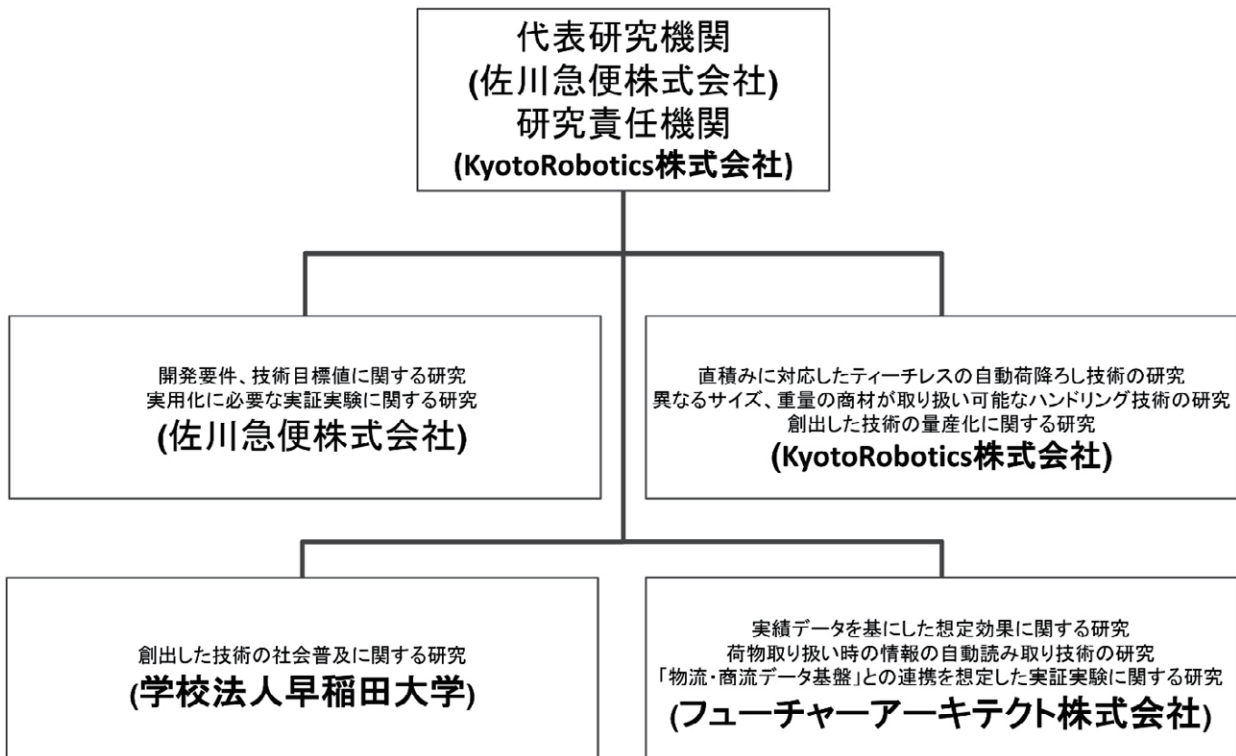 代表研究機関
(佐川急便株式会社)
研究責任機関
(KyotoRobotics株式会社)
開発要件、技術目標値に関する研究
実用化に必要な実証実験に関する研究
(佐川急便株式会社)
直積みに対応したティーチレスの自動荷降ろし技術の研究
異なるサイズ、重量の商材が取り扱い可能なハンドリング技術の研究
創出した技術の量産化に関する研究
(KyotoRobotics株式会社)
創出した技術の社会普及に関する研究
(学校法人早稲田大学)
実績データを基にした想定効果に関する研究
荷物取り扱い時の情報の自動読み取り技術の研究
「物流・商流データ基盤」との連携を想定した実証実験に関する研究
(フューチャーアーキテクト株式会社)